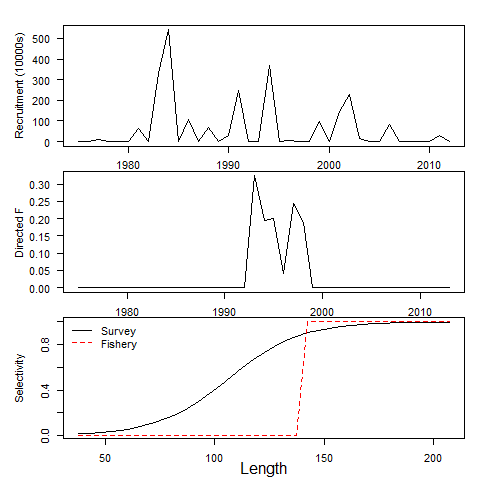 Recruitment (10000s)
500
400
300
200
100
0
1980 1990 2000 2010
Directed F
0.30
0.25
0.20
0.15
0.10
0.05
0.00
1980 1990 2000 2010
Selectivity
0.8
0.4
0.0
Survey
Fishery
50 100 150 200
Length